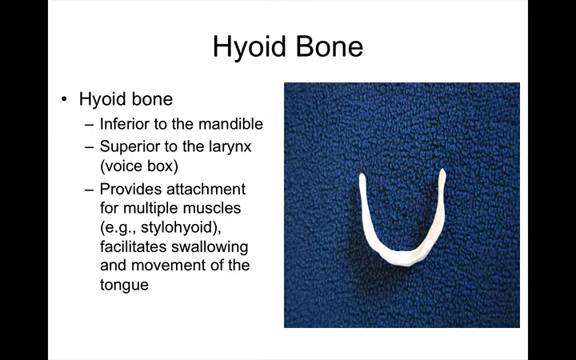 Hyoid Bone
• Hyoid bone
– Inferior to the mandible
– Superior to the larynx
(voice box)
– Provides attachment
for multiple muscles
(e.g., stylohyoid),
facilitates swallowing
and movement of the
tongue